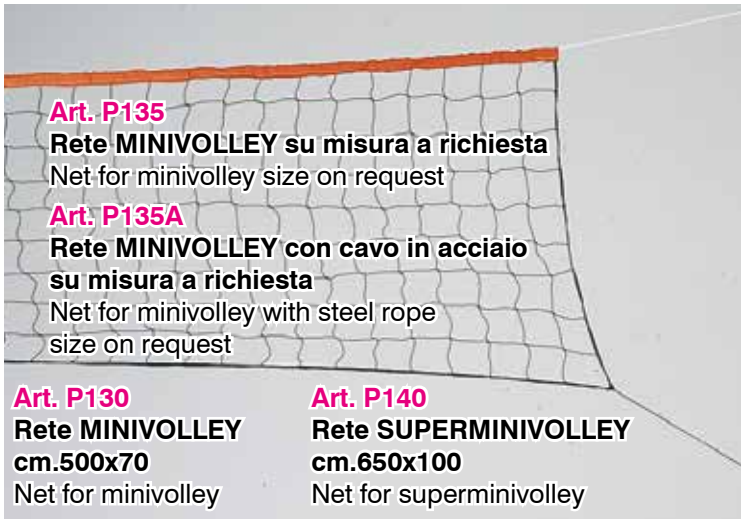 Art. P135
Rete MINIVOLLEY su misura a richiesta
Net for minivolley size on request
Art. P135A
Rete MINIVOLLEY con cavo in acciaio
su misura a richiesta
Net for minivolley with steel rope
size on request
Art. P130
Rete MINIVOLLEY
cm.500x70
Net for minivolley
Art. P140
Rete SUPERMINIVOLLEY
cm.650x100
Net for superminivolley